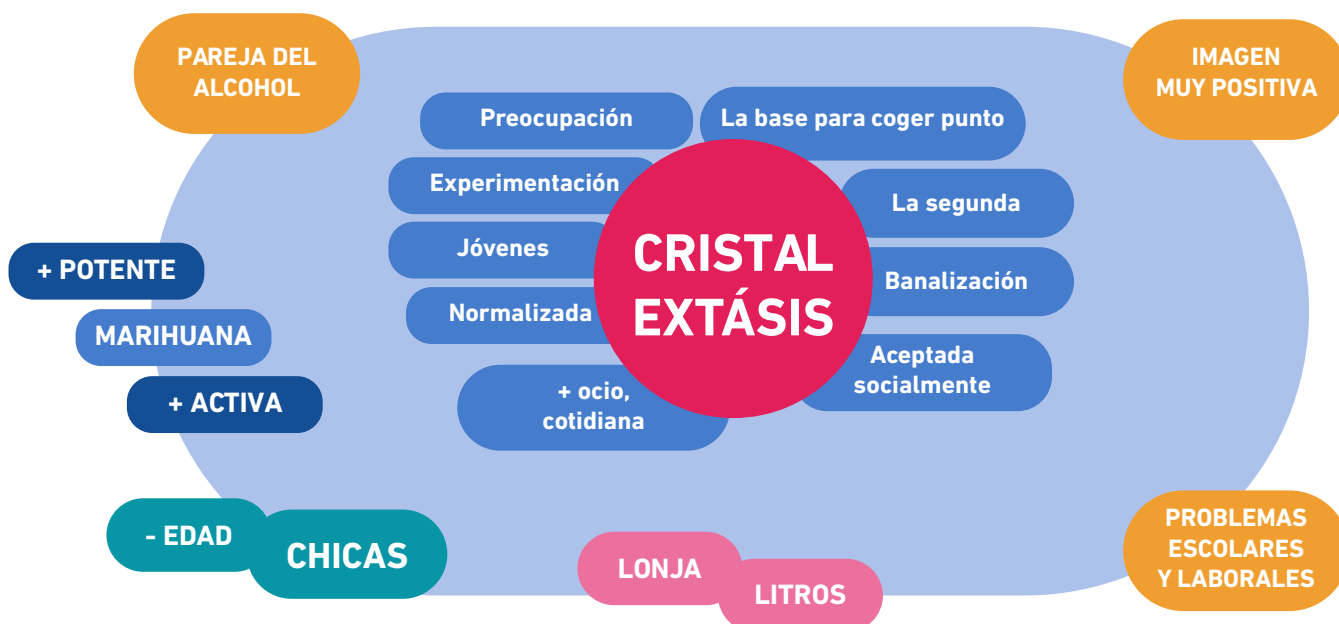 PAREJA DEL
ALCOHOL
IMAGEN
MUY POSITIVA
Preocupación
La base para coger punto
Experimentación
La segunda
Jóvenes
CRISTAL
EXTÁSIS
+ POTENTE
Banalización
Normalizada
MARIHUANA
Aceptada
socialmente
+ ACTIVA
+ ocio,
cotidiana
- EDAD
CHICAS
LONJA
LITROS
PROBLEMAS
ESCOLARES
Y LABORALES